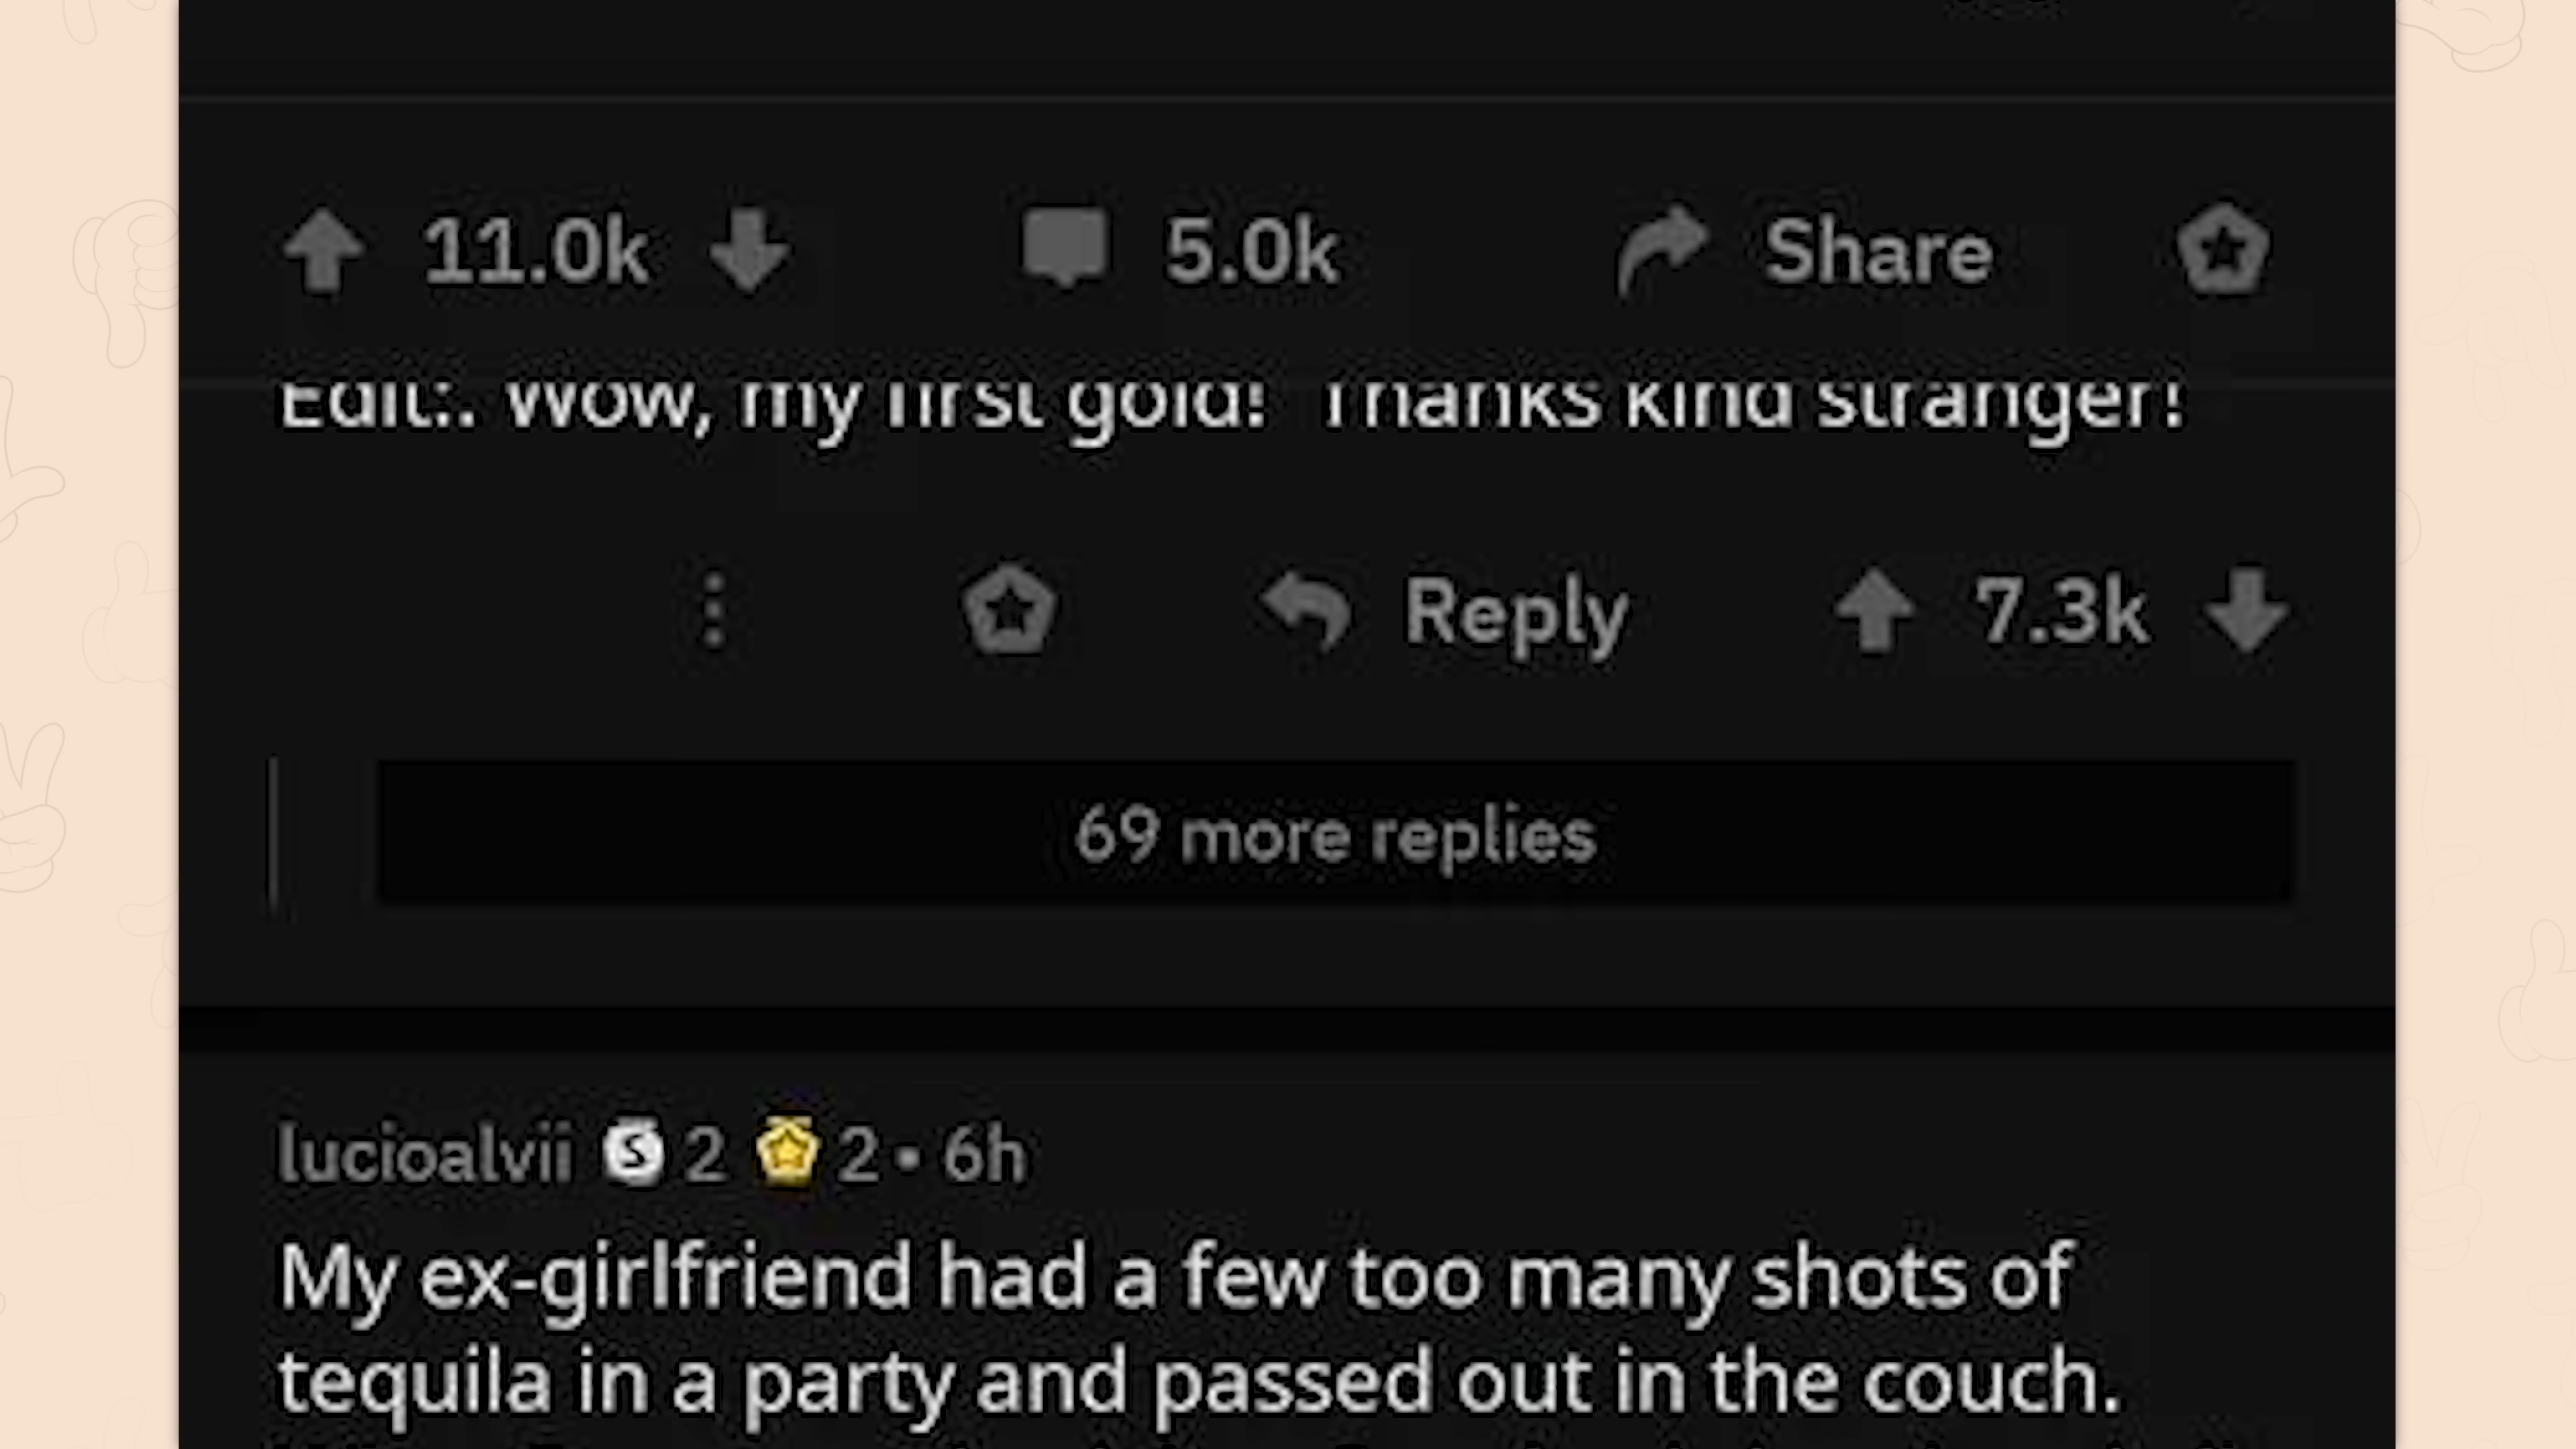 11.0k 5.0k Share
Edit:. Wow, my first gold! Thanks kind stranger!
Reply 7.3k
69 more replies
lucioalvii S 2 2 • 6h
My ex-girlfriend had a few too many shots of
tequila in a party and passed out in the couch.